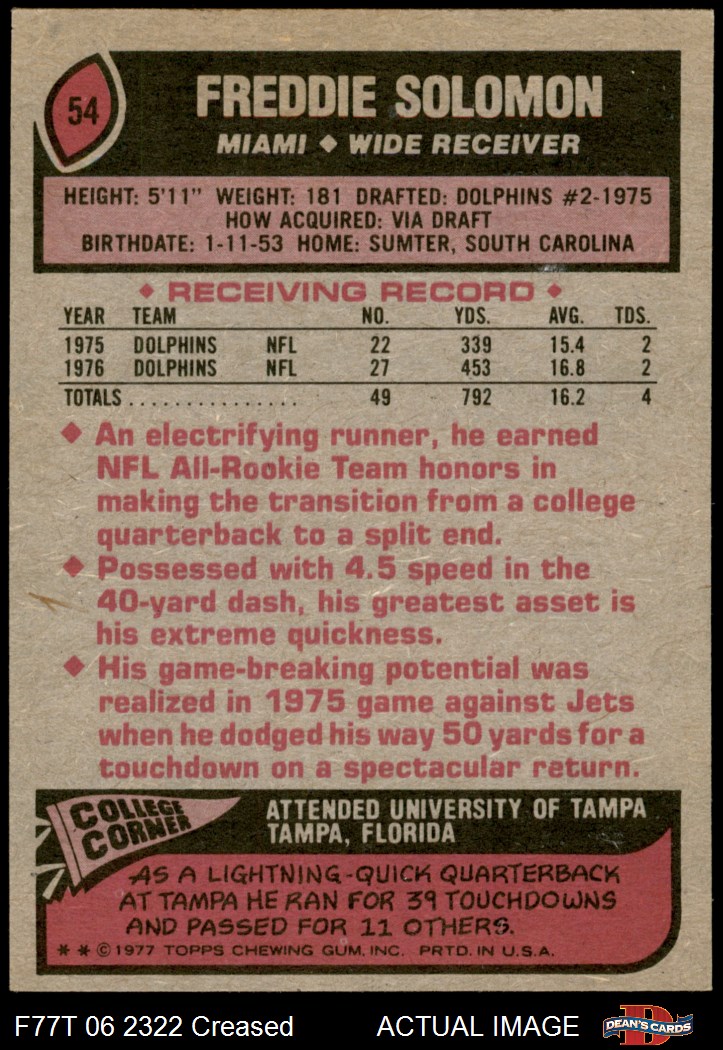 54
FREDDIE SOLOMON
MIAMI ◆ WIDE RECEIVER
HEIGHT: 5'11" WEIGHT: 181 DRAFTED: DOLPHINS #2-1975
HOW ACQUIRED: VIA DRAFT
BIRTHDATE: 1-11-53 HOME: SUMTER, SOUTH CAROLINA
◆ RECEIVING RECORD ◆
YEAR TEAM NO. YDS. AVG. TDS.
1975 DOLPHINS NFL 22 339 15.4 2
1976 DOLPHINS NFL 27 453 16.8 2
TOTALS ................ 49 792 16.2 4
◆ An electrifying runner, he earned
NFL All-Rookie Team honors in
making the transition from a college
quarterback to a split end.
◆ Possessed with 4.5 speed in the
40-yard dash, his greatest asset is
his extreme quickness.
◆ His game-breaking potential was
realized in 1975 game against Jets
when he dodged his way 50 yards for a
touchdown on a spectacular return.
COLLEGE
CORNER
ATTENDED UNIVERSITY OF TAMPA
TAMPA, FLORIDA
AS A LIGHTNING-QUICK QUARTERBACK
AT TAMPA HE RAN FOR 39 TOUCHDOWNS
AND PASSED FOR 11 OTHERS.
* * © 1977 TOPPS CHEWING GUM, INC. PRTD. IN U.S.A.
F77T 06 2322 Creased ACTUAL IMAGE
D
DEAN'S CARDS